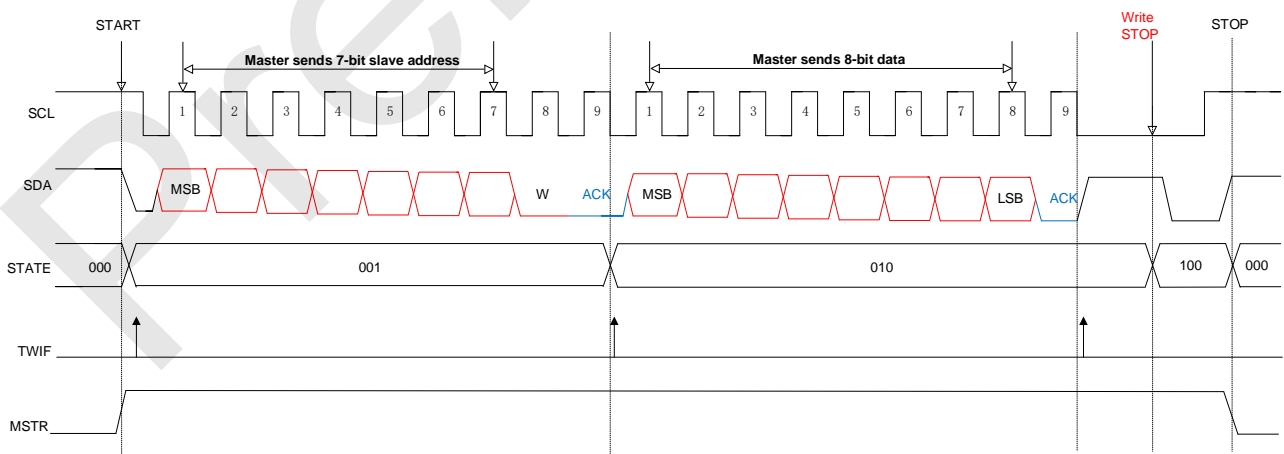 START
Write
STOP
STOP
Master sends 7-bit slave address
Master sends 8-bit data
SCL
1 2 3 4 5 6 7 8 9 1 2 3 4 5 6 7 8 9
SDA
MSB W ACK MSB LSB ACK
STATE 000 001 010 100 000
TWIF
MSTR